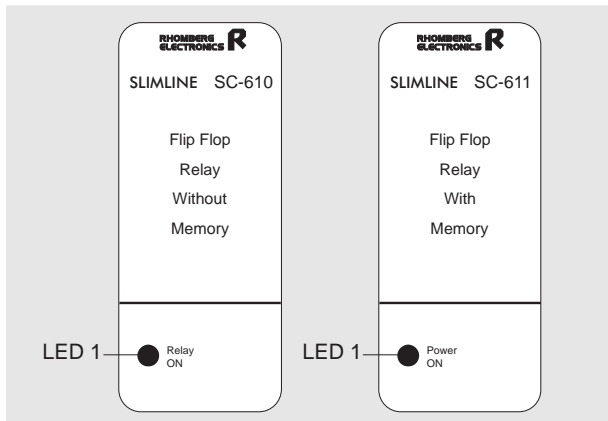 RHOMBERG
ELECTRONICS R
SLIMLINE SC-610
Flip Flop
Relay
Without
Memory
LED 1
Relay
ON
RHOMBERG
ELECTRONICS R
SLIMLINE SC-611
Flip Flop
Relay
With
Memory
LED 1
Power
ON